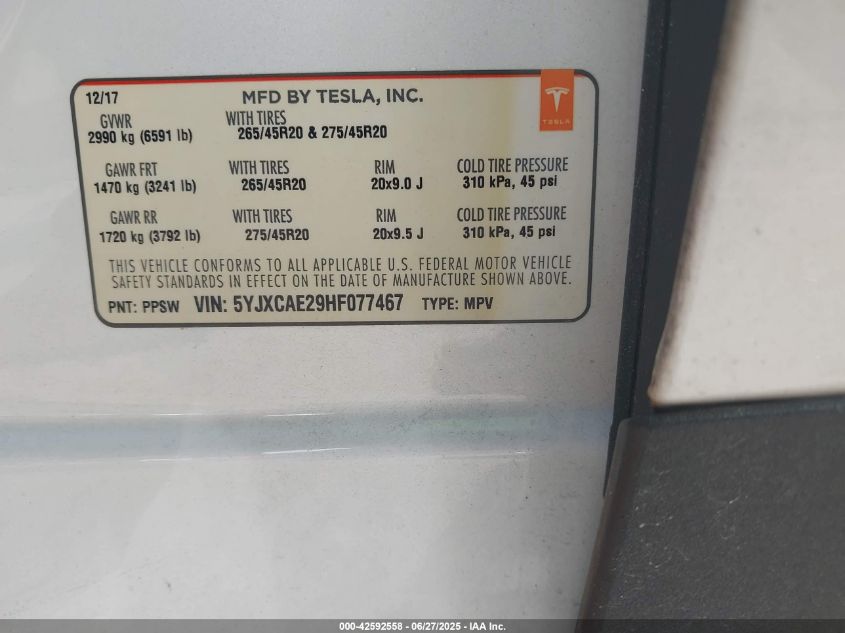 12/17 MFD BY TESLA, INC.
TESLA
GVWR WITH TIRES
2990 kg (6591 lb) 265/45R20 & 275/45R20
GAWR FRT WITH TIRES RIM COLD TIRE PRESSURE
1470 kg (3241 lb) 265/45R20 20x9.0 J 310 kPa, 45 psi
GAWR RR WITH TIRES RIM COLD TIRE PRESSURE
1720 kg (3792 lb) 275/45R20 20x9.5 J 310 kPa, 45 psi
THIS VEHICLE CONFORMS TO ALL APPLICABLE U.S. FEDERAL MOTOR VEHICLE
SAFETY STANDARDS IN EFFECT ON THE DATE OF MANUFACTURE SHOWN ABOVE.
PNT: PPSW VIN: 5YJXCAE29HF077467 TYPE: MPV
000-42592558 - 06/27/2025 - IAA Inc.